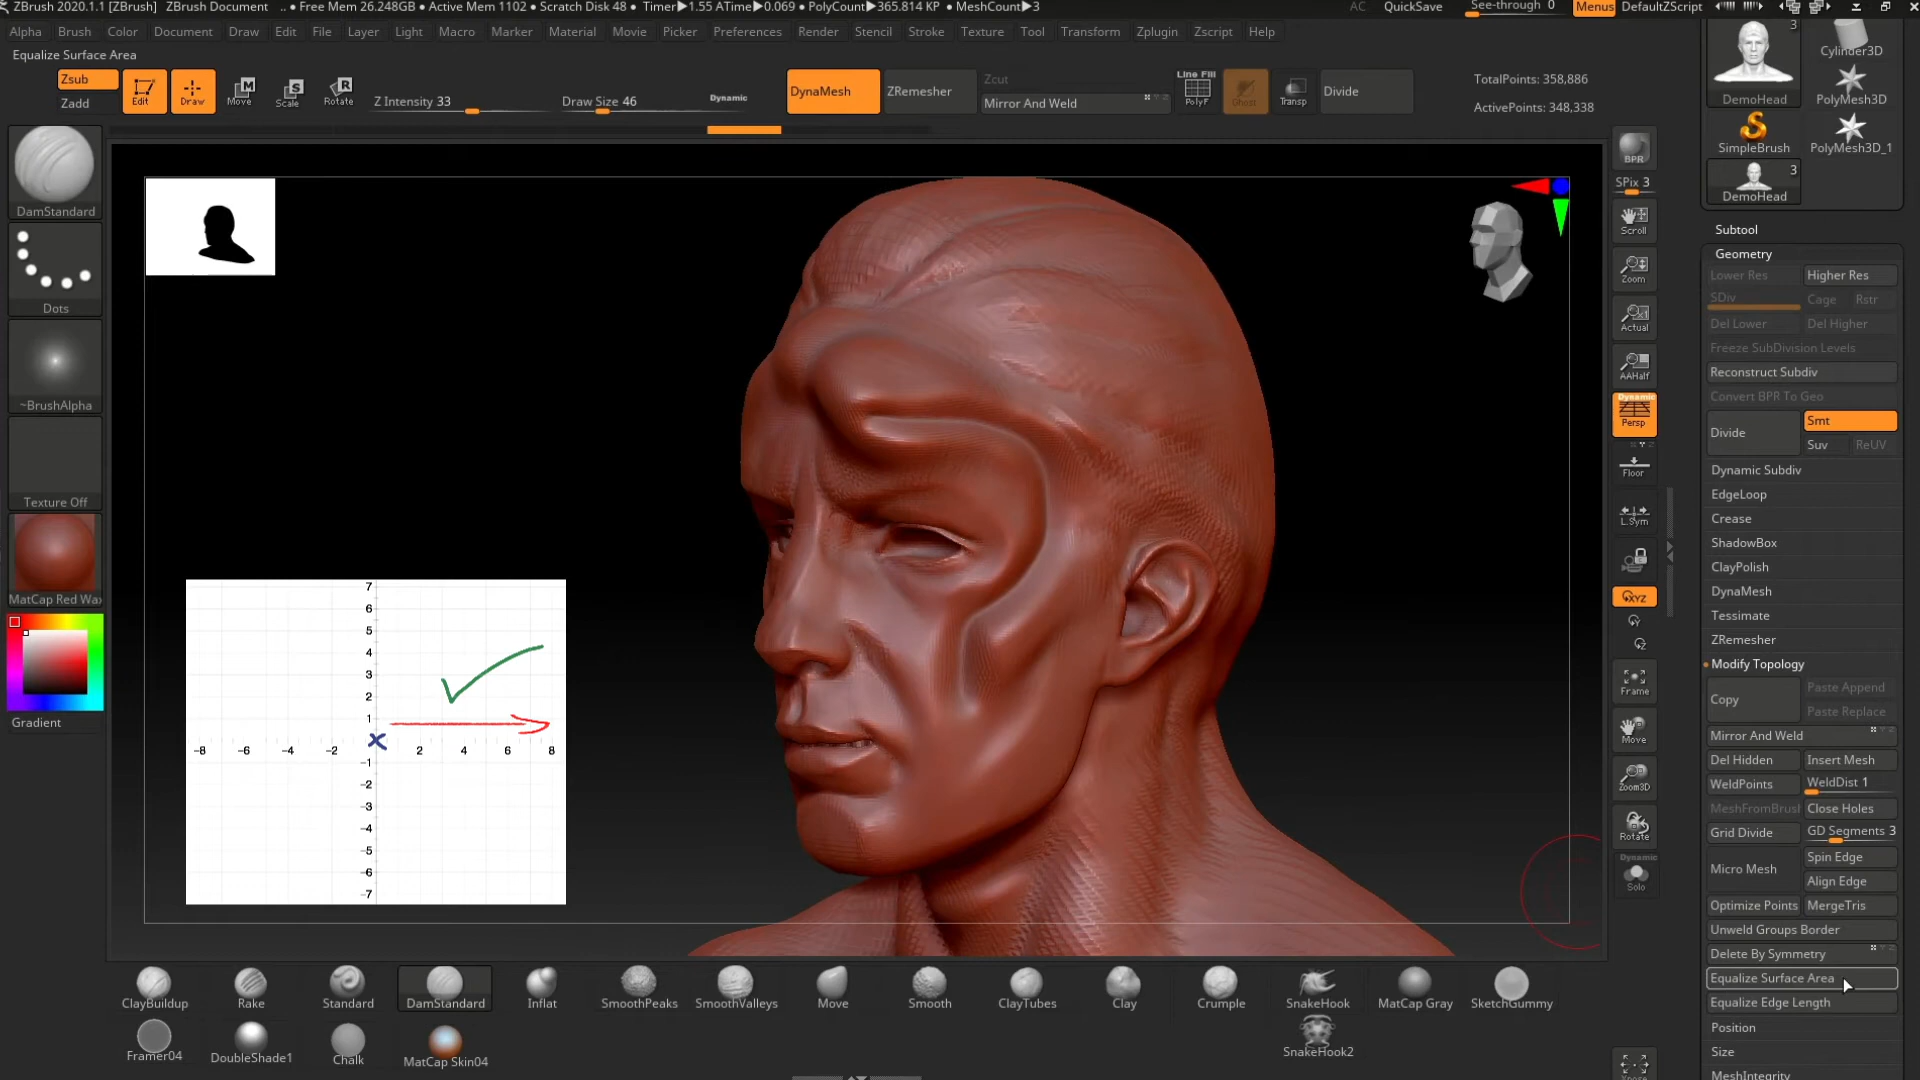 ZBrush 2020.1.1 [ZBrush] ZBrush Document .. • Free Mem 26.248GB • Active Mem 1102 • Scratch Disk 48 • Timer▶1.55 ATime▶0.069 • PolyCount▶365.814 KP • MeshCount▶3 AC QuickSave See-through 0 Menus DefaultZScript
Alpha Brush Color Document Draw Edit File Layer Light Macro Marker Material Movie Picker Preferences Render Stencil Stroke Texture Tool Transform Zplugin Zscript Help
Equalize Surface Area
Zsub
Zadd
Edit
Draw
Move
Scale
Rotate
Z Intensity 33
Draw Size 46
Dynamic
DynaMesh
ZRemesher
Zcut
Mirror And Weld
Line Fill
PolyF
Ghost
Transp
Divide
TotalPoints: 358,886
ActivePoints: 348,338
DamStandard
Dots
~BrushAlpha
Texture Off
MatCap Red Wax
Gradient
7
6
5
4
3
2
1
-8 -6 -4 -2 2 4 6 8
-1
-2
-3
-4
-5
-6
-7
BPR
SPix 3
Scroll
Zoom
Actual
AAHalf
Dynamic
Persp
Floor
L.Sym
XYZ
Frame
Move
Zoom3D
Rotate
Dynamic
Solo
Xpose
3
DemoHead
Cylinder3D
PolyMesh3D
SimpleBrush
PolyMesh3D_1
3
DemoHead
Subtool
Geometry
Lower Res Higher Res
SDiv Cage Rstr
Del Lower Del Higher
Freeze SubDivision Levels
Reconstruct Subdiv
Convert BPR To Geo
Divide
Smt
Suv ReUV
Dynamic Subdiv
EdgeLoop
Crease
ShadowBox
ClayPolish
DynaMesh
Tessimate
ZRemesher
Modify Topology
Copy
Paste Append
Paste Replace
Mirror And Weld
Del Hidden Insert Mesh
WeldPoints WeldDist 1
MeshFromBrush Close Holes
Grid Divide GD Segments 3
Micro Mesh
Spin Edge
Align Edge
Optimize Points MergeTris
Unweld Groups Border
Delete By Symmetry
Equalize Surface Area
Equalize Edge Length
Position
Size
MeshIntegrity
ClayBuildup Rake Standard DamStandard Inflat SmoothPeaks SmoothValleys Move Smooth ClayTubes Clay Crumple SnakeHook MatCap Gray SketchGummy
Framer04 DoubleShade1 Chalk MatCap Skin04 SnakeHook2